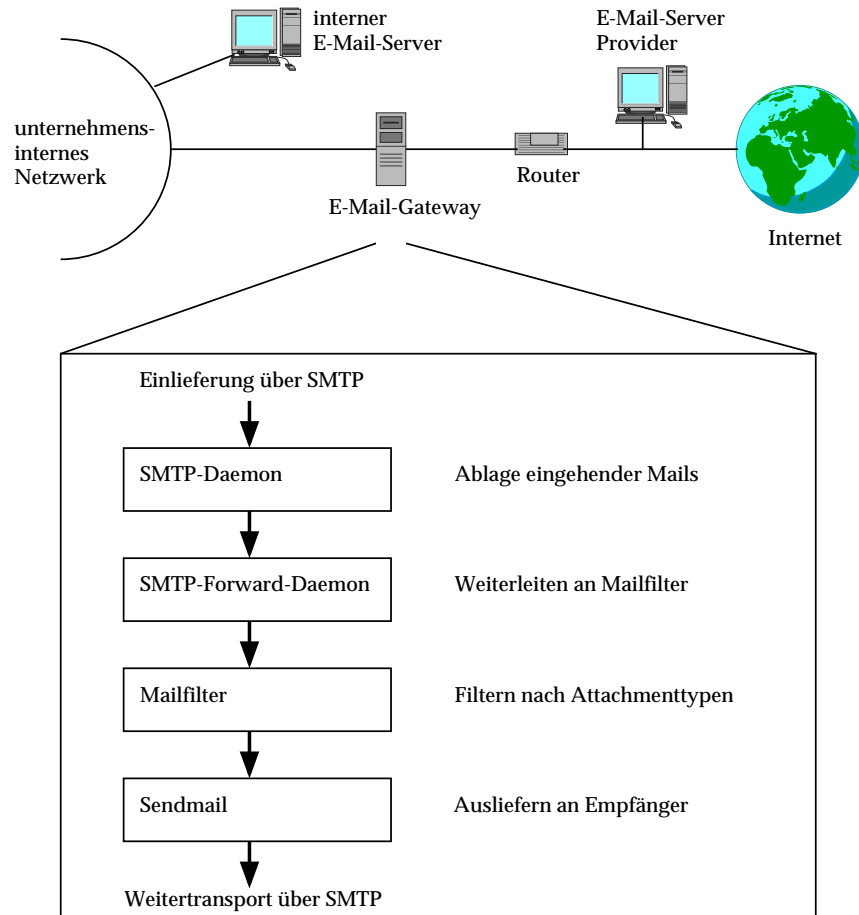 interner
E-Mail-Server
E-Mail-Server
Provider
unternehmens-
internes
Netzwerk
Router
E-Mail-Gateway
Internet
Einlieferung über SMTP
SMTP-Daemon
Ablage eingehender Mails
SMTP-Forward-Daemon
Weiterleiten an Mailfilter
Mailfilter
Filtern nach Attachmenttypen
Sendmail
Ausliefern an Empfänger
Weitertransport über SMTP